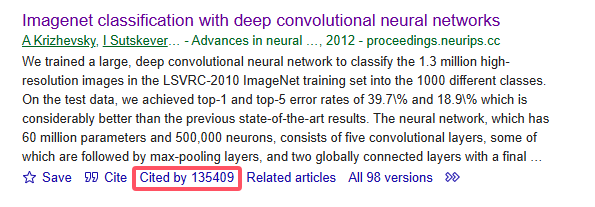 Imagenet classification with deep convolutional neural networks
A Krizhevsky, I Sutskever… - Advances in neural …, 2012 - proceedings.neurips.cc
We trained a large, deep convolutional neural network to classify the 1.3 million high-
resolution images in the LSVRC-2010 ImageNet training set into the 1000 different classes.
On the test data, we achieved top-1 and top-5 error rates of 39.7\% and 18.9\% which is
considerably better than the previous state-of-the-art results. The neural network, which has
60 million parameters and 500,000 neurons, consists of five convolutional layers, some of
which are followed by max-pooling layers, and two globally connected layers with a final …
Save Cite Cited by 135409 Related articles All 98 versions